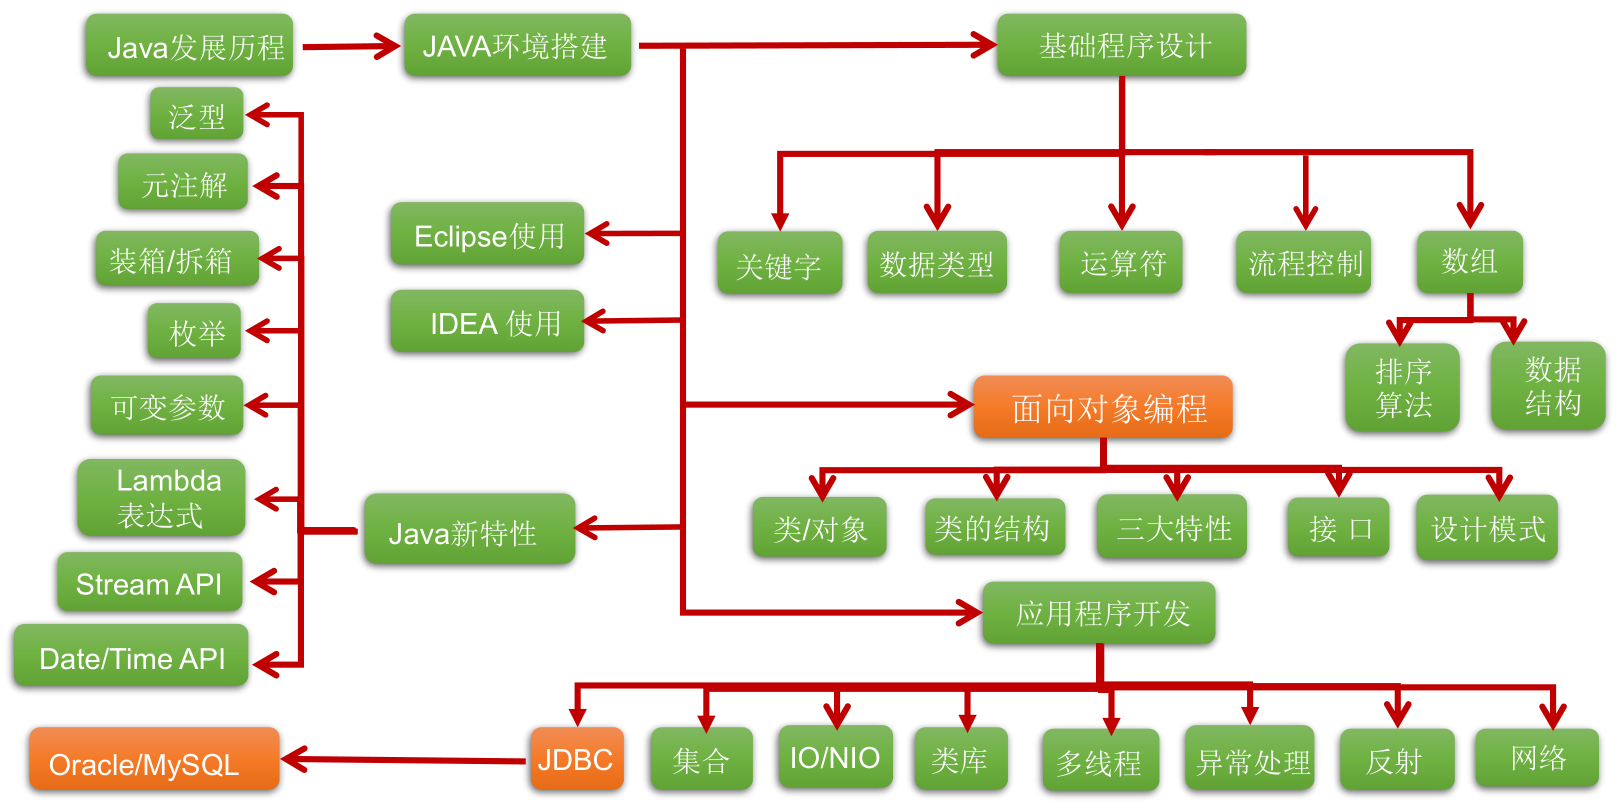 Java发展历程
JAVA环境搭建
基础程序设计
泛型
元注解
装箱/拆箱
枚举
可变参数
Lambda
表达式
Stream API
Date/Time API
Eclipse使用
IDEA 使用
Java新特性
关键字
数据类型
运算符
流程控制
数组
排序
算法
数据
结构
面向对象编程
类/对象
类的结构
三大特性
接 口
设计模式
应用程序开发
Oracle/MySQL
JDBC
集合
IO/NIO
类库
多线程
异常处理
反射
网络